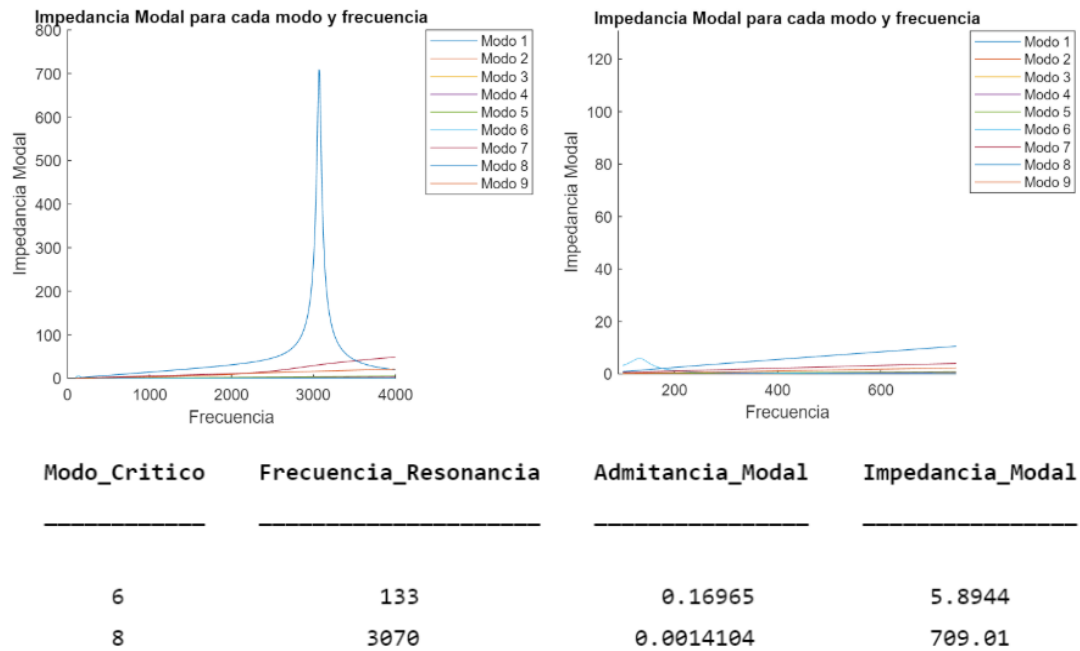 Impedancia Modal para cada modo y frecuencia
800
700
600
500
400
300
200
100
0
Impedancia Modal
0 1000 2000 3000 4000
Frecuencia
Modo 1
Modo 2
Modo 3
Modo 4
Modo 5
Modo 6
Modo 7
Modo 8
Modo 9
Impedancia Modal para cada modo y frecuencia
120
100
80
60
40
20
0
Impedancia Modal
200 400 600
Frecuencia
Modo 1
Modo 2
Modo 3
Modo 4
Modo 5
Modo 6
Modo 7
Modo 8
Modo 9
Modo_Critico Frecuencia_Resonancia Admitancia_Modal Impedancia_Modal
6 133 0.16965 5.8944
8 3070 0.0014104 709.01